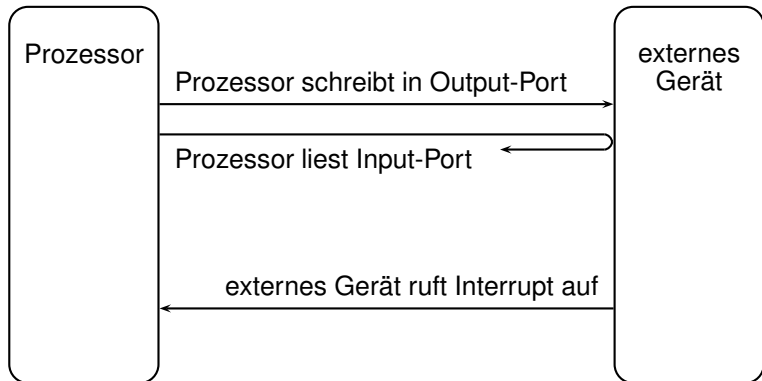 Prozessor
externes
Gerät
Prozessor schreibt in Output-Port
Prozessor liest Input-Port
externes Gerät ruft Interrupt auf